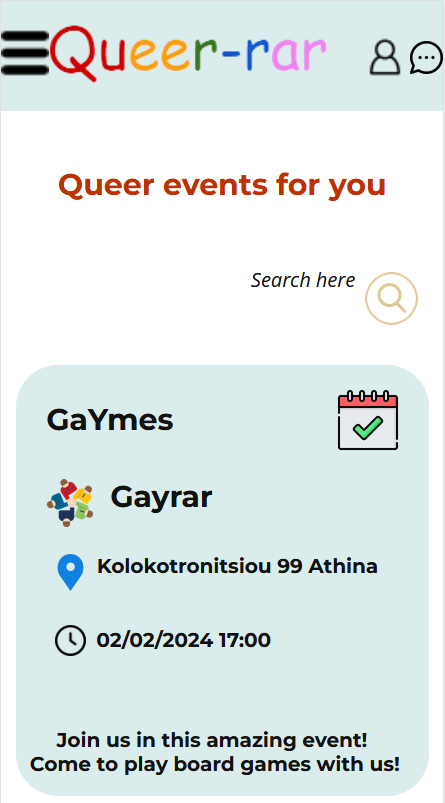 Queer-rar
Queer events for you
Search here
GaYmes
Gayrar
Kolokotronitsiou 99 Athina
02/02/2024 17:00
Join us in this amazing event!
Come to play board games with us!